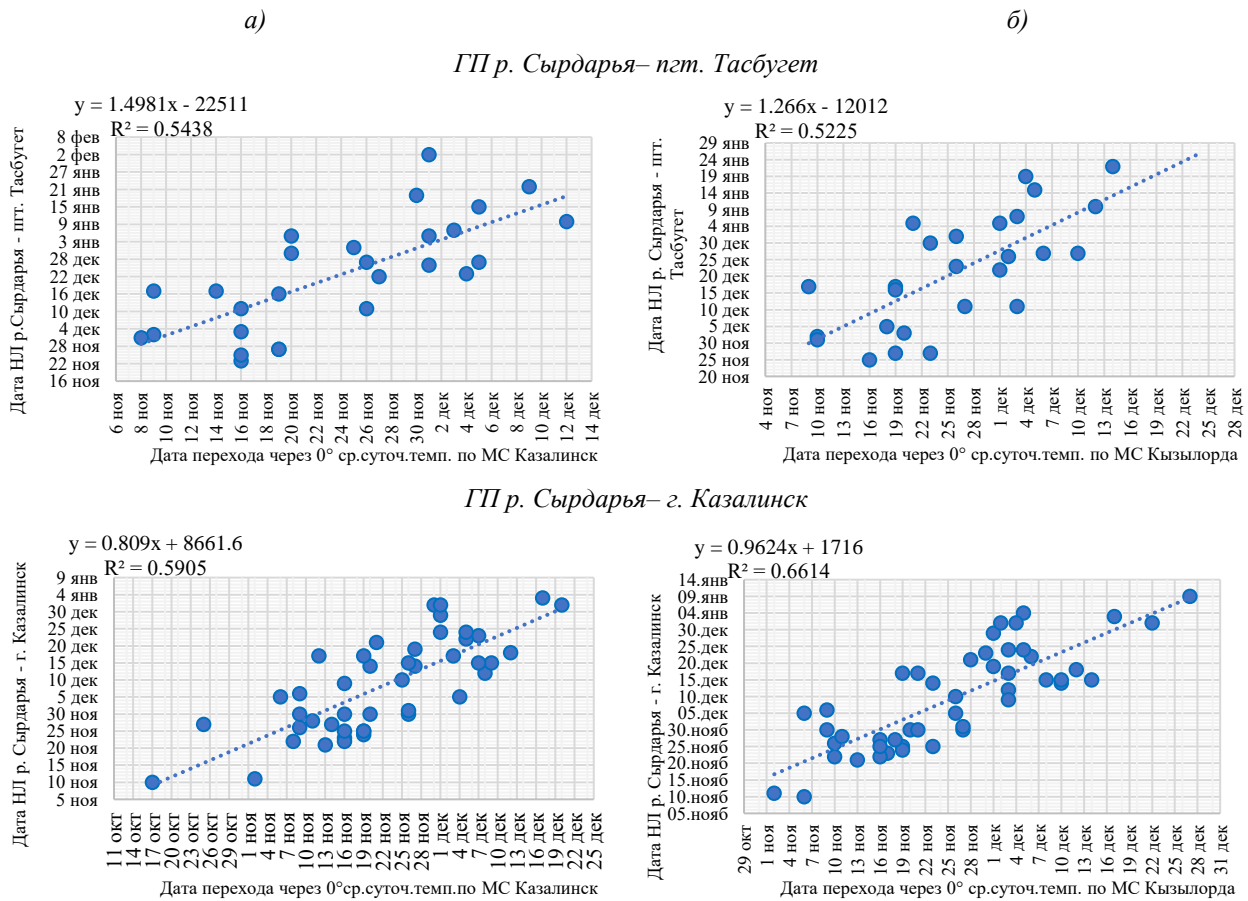 а) б)
ГП р. Сырдарья– пгт. Тасбугет
y = 1.4981x - 22511
R² = 0.5438
Дата НЛ р.Сырдарья - пгт. Тасбугет
8 фев
2 фев
27 янв
21 янв
15 янв
9 янв
3 янв
28 дек
22 дек
16 дек
10 дек
4 дек
28 ноя
22 ноя
16 ноя
6 ноя 8 ноя 10 ноя 12 ноя 14 ноя 16 ноя 18 ноя 20 ноя 22 ноя 24 ноя 26 ноя 28 ноя 30 ноя 2 дек 4 дек 6 дек 8 дек 10 дек 12 дек 14 дек
Дата перехода через 0° ср.суточ.темп. по МС Казалинск
y = 1.266x - 12012
R² = 0.5225
Дата НЛ р. Сырдарья - пгт.
Тасбугет
29 янв
24 янв
19 янв
14 янв
9 янв
4 янв
30 дек
25 дек
20 дек
15 дек
10 дек
5 дек
30 ноя
25 ноя
20 ноя
4 ноя 7 ноя 10 ноя 13 ноя 16 ноя 19 ноя 22 ноя 25 ноя 28 ноя 1 дек 4 дек 7 дек 10 дек 13 дек 16 дек 19 дек 22 дек 25 дек 28 дек
Дата перехода через 0° ср.суточ.темп. по МС Кызылорда
ГП р. Сырдарья– г. Казалинск
y = 0.809x + 8661.6
R² = 0.5905
Дата НЛ р. Сырдарья - г. Казалинск
9 янв
4 янв
30 дек
25 дек
20 дек
15 дек
10 дек
5 дек
30 ноя
25 ноя
20 ноя
15 ноя
10 ноя
5 ноя
11 окт 14 окт 17 окт 20 окт 23 окт 26 окт 29 окт 1 ноя 4 ноя 7 ноя 10 ноя 13 ноя 16 ноя 19 ноя 22 ноя 25 ноя 28 ноя 1 дек 4 дек 7 дек 10 дек 13 дек 16 дек 19 дек 22 дек 25 дек
Дата перехода через 0°ср.суточ.темп.по МС Казалинск
y = 0.9624x + 1716
R² = 0.6614
Дата НЛ р. Сырдарья - г. Казалинск
14.янв
09.янв
04.янв
30.дек
25.дек
20.дек
15.дек
10.дек
05.дек
30.нояб
25.нояб
20.нояб
15.нояб
10.нояб
05.нояб
29 окт 1 ноя 4 ноя 7 ноя 10 ноя 13 ноя 16 ноя 19 ноя 22 ноя 25 ноя 28 ноя 1 дек 4 дек 7 дек 10 дек 13 дек 16 дек 19 дек 22 дек 25 дек 28 дек 31 дек
Дата перехода через 0° ср.суточ.темп. по МС Кызылорда